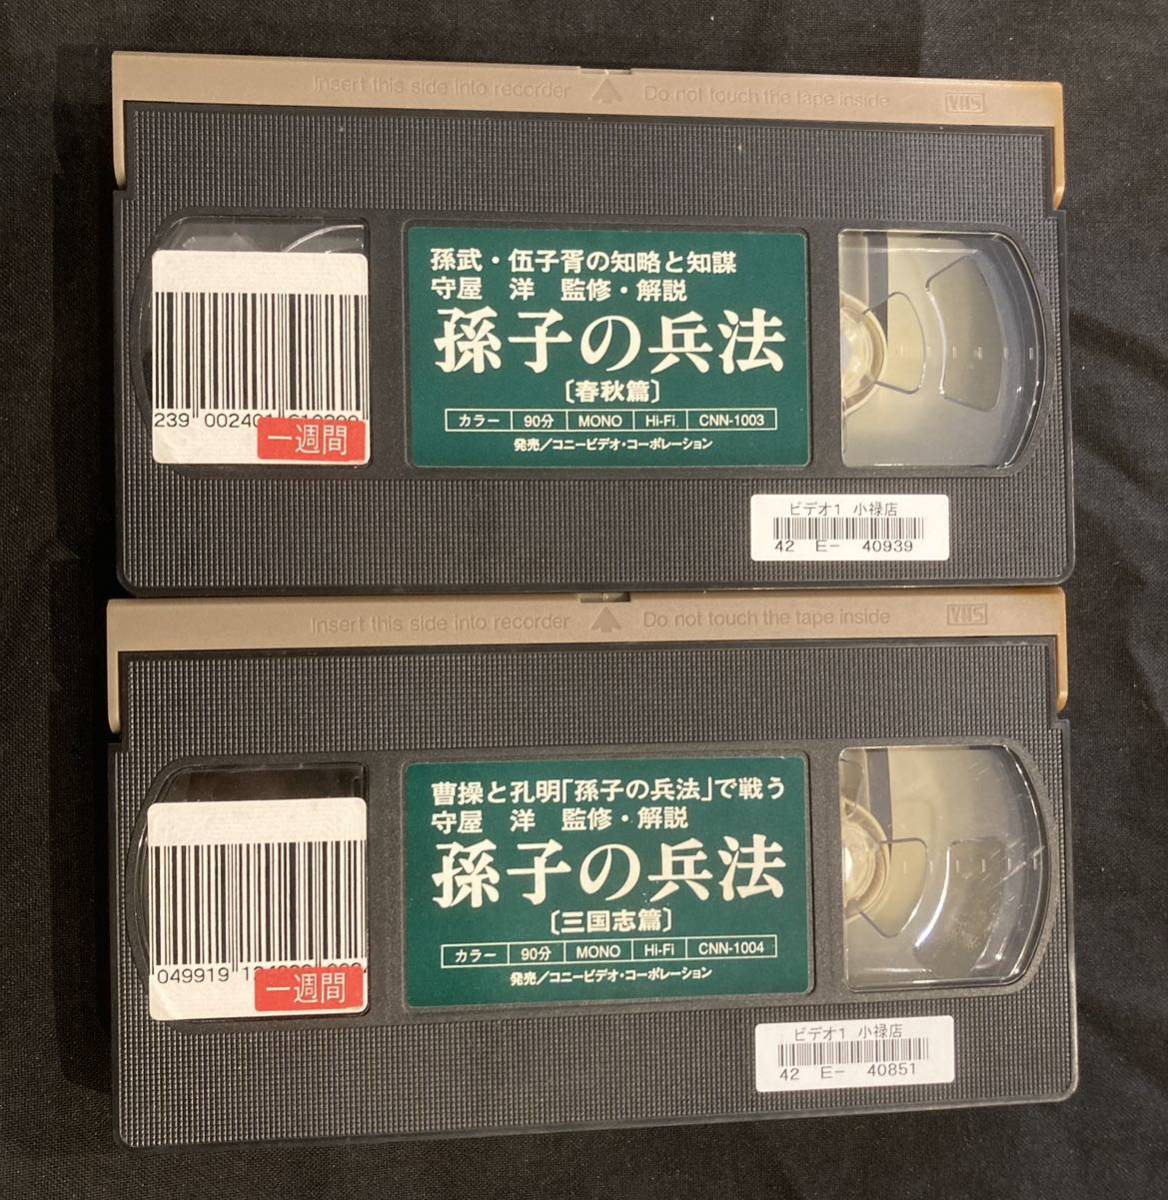 Insert this side into recorder Do not touch the tape inside VHS
孫武・伍子胥の知略と知謀
守屋 洋 監修・解説
孫子の兵法
〔春秋篇〕
カラー 90分 MONO Hi-Fi CNN-1003
発売/コニービデオ・コーポレーション
239 002401
一週間
ビデオ1 小禄店
42 E- 40939
Insert this side into recorder Do not touch the tape inside VHS
曹操と孔明「孫子の兵法」で戦う
守屋 洋 監修・解説
孫子の兵法
〔三国志篇〕
カラー 90分 MONO Hi-Fi CNN-1004
発売/コニービデオ・コーポレーション
049919
一週間
ビデオ1 小禄店
42 E- 40851